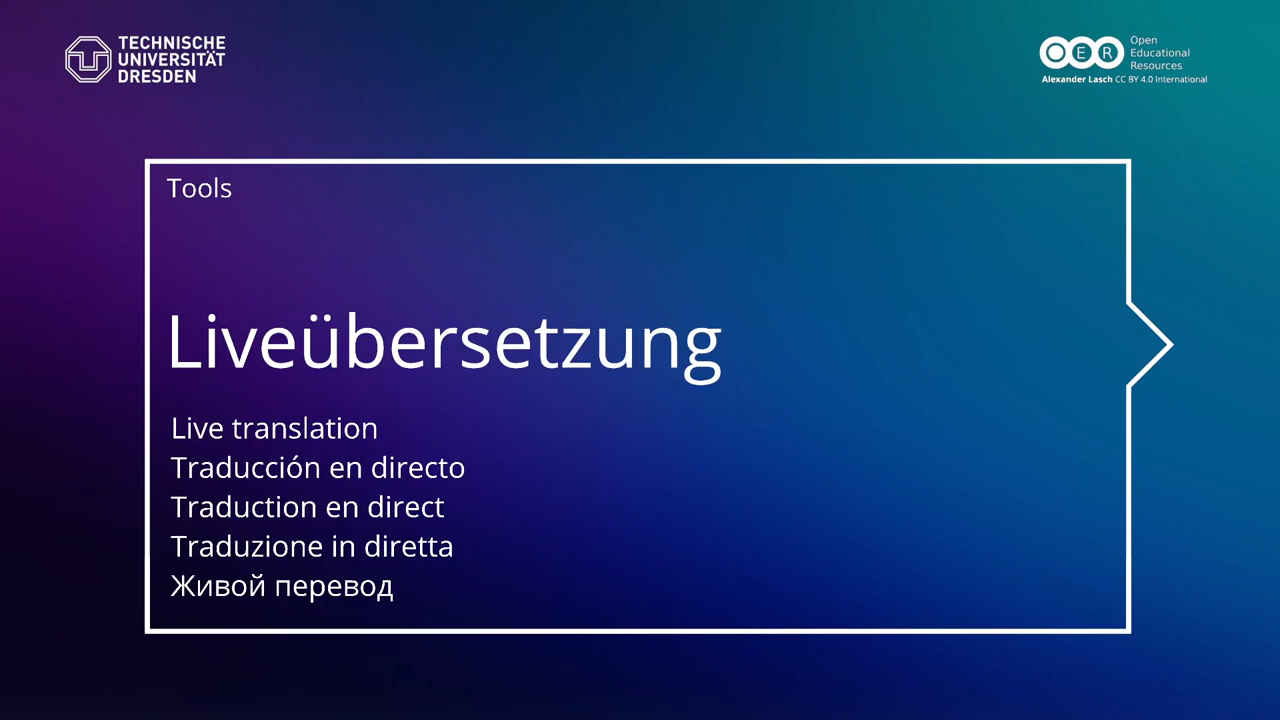 TECHNISCHE
UNIVERSITÄT
DRESDEN
OER
Open
Educational
Resources
Alexander Lasch CC BY 4.0 International
Tools
Liveübersetzung
Live translation
Traducción en directo
Traduction en direct
Traduzione in diretta
Живой перевод